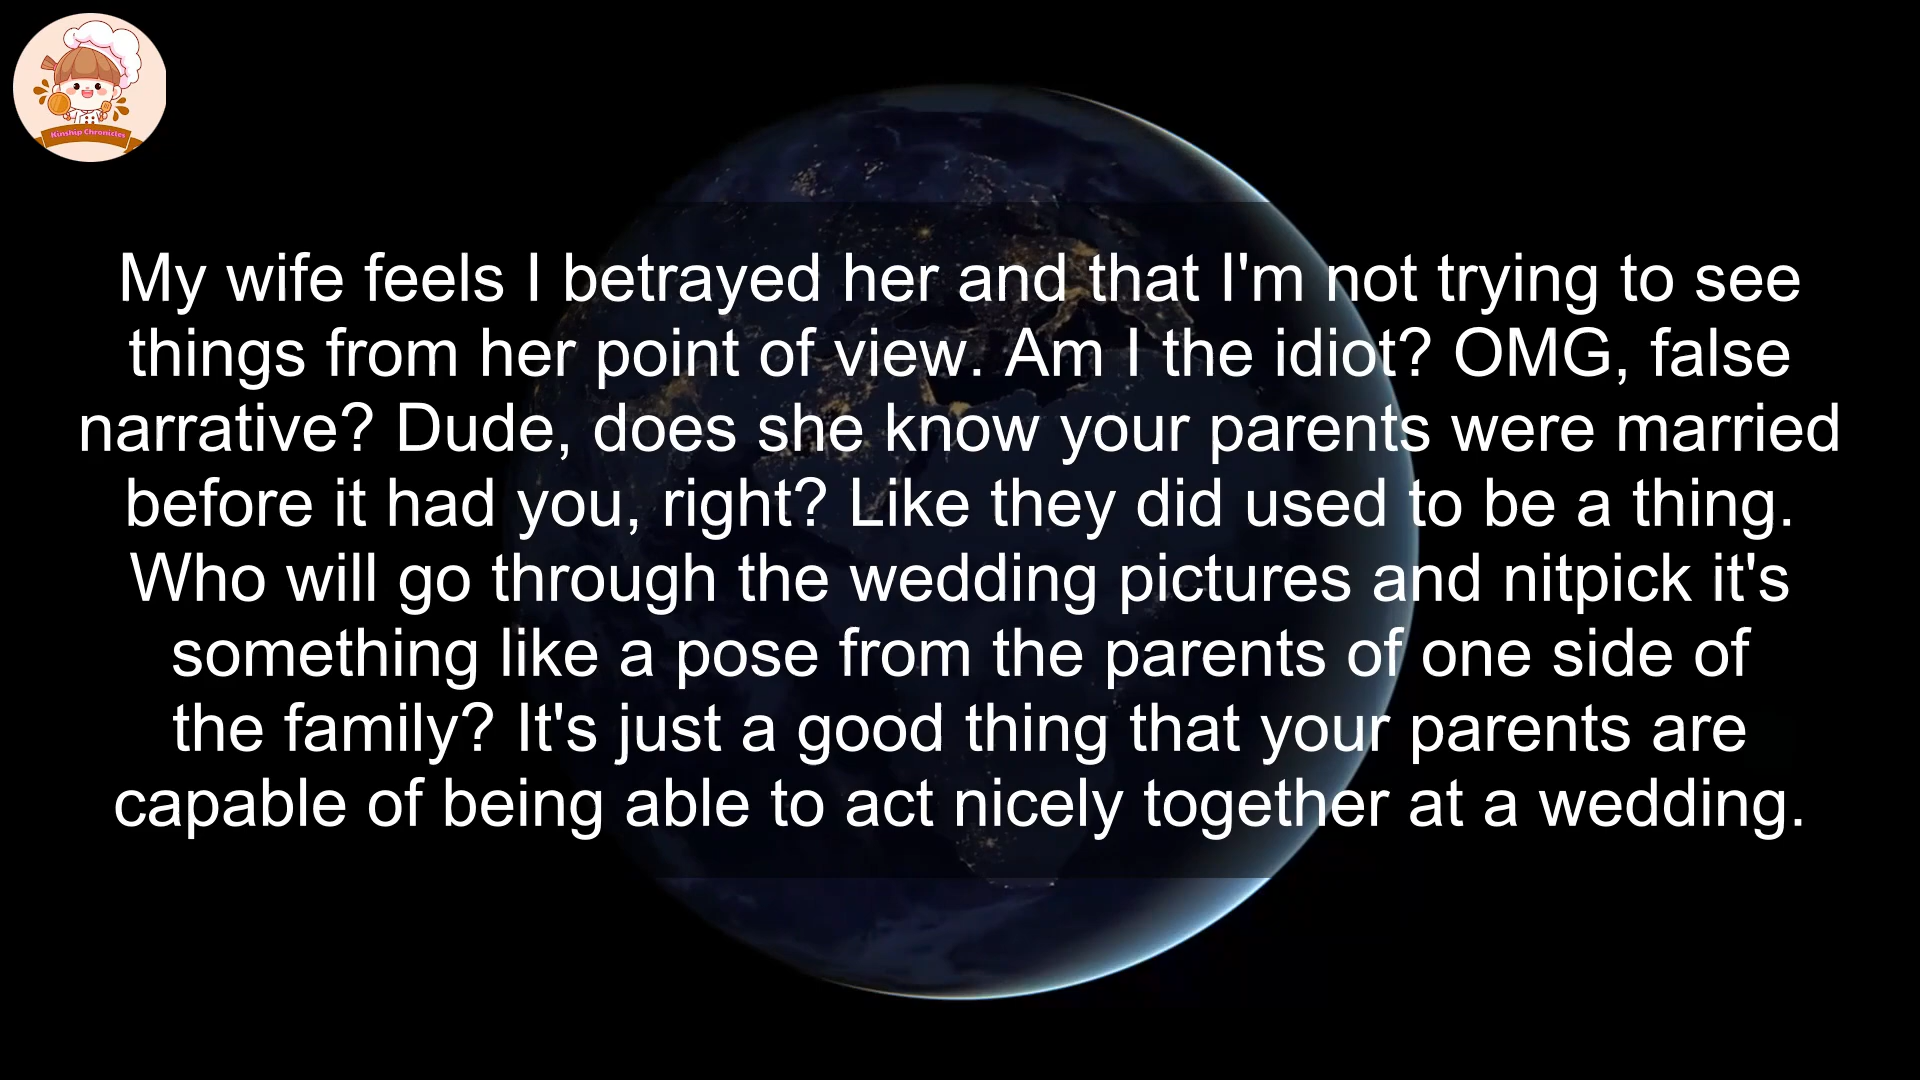 Kinship Chronicles
My wife feels I betrayed her and that I'm not trying to see
things from her point of view. Am I the idiot? OMG, false
narrative? Dude, does she know your parents were married
before it had you, right? Like they did used to be a thing.
Who will go through the wedding pictures and nitpick it's
something like a pose from the parents of one side of
the family? It's just a good thing that your parents are
capable of being able to act nicely together at a wedding.